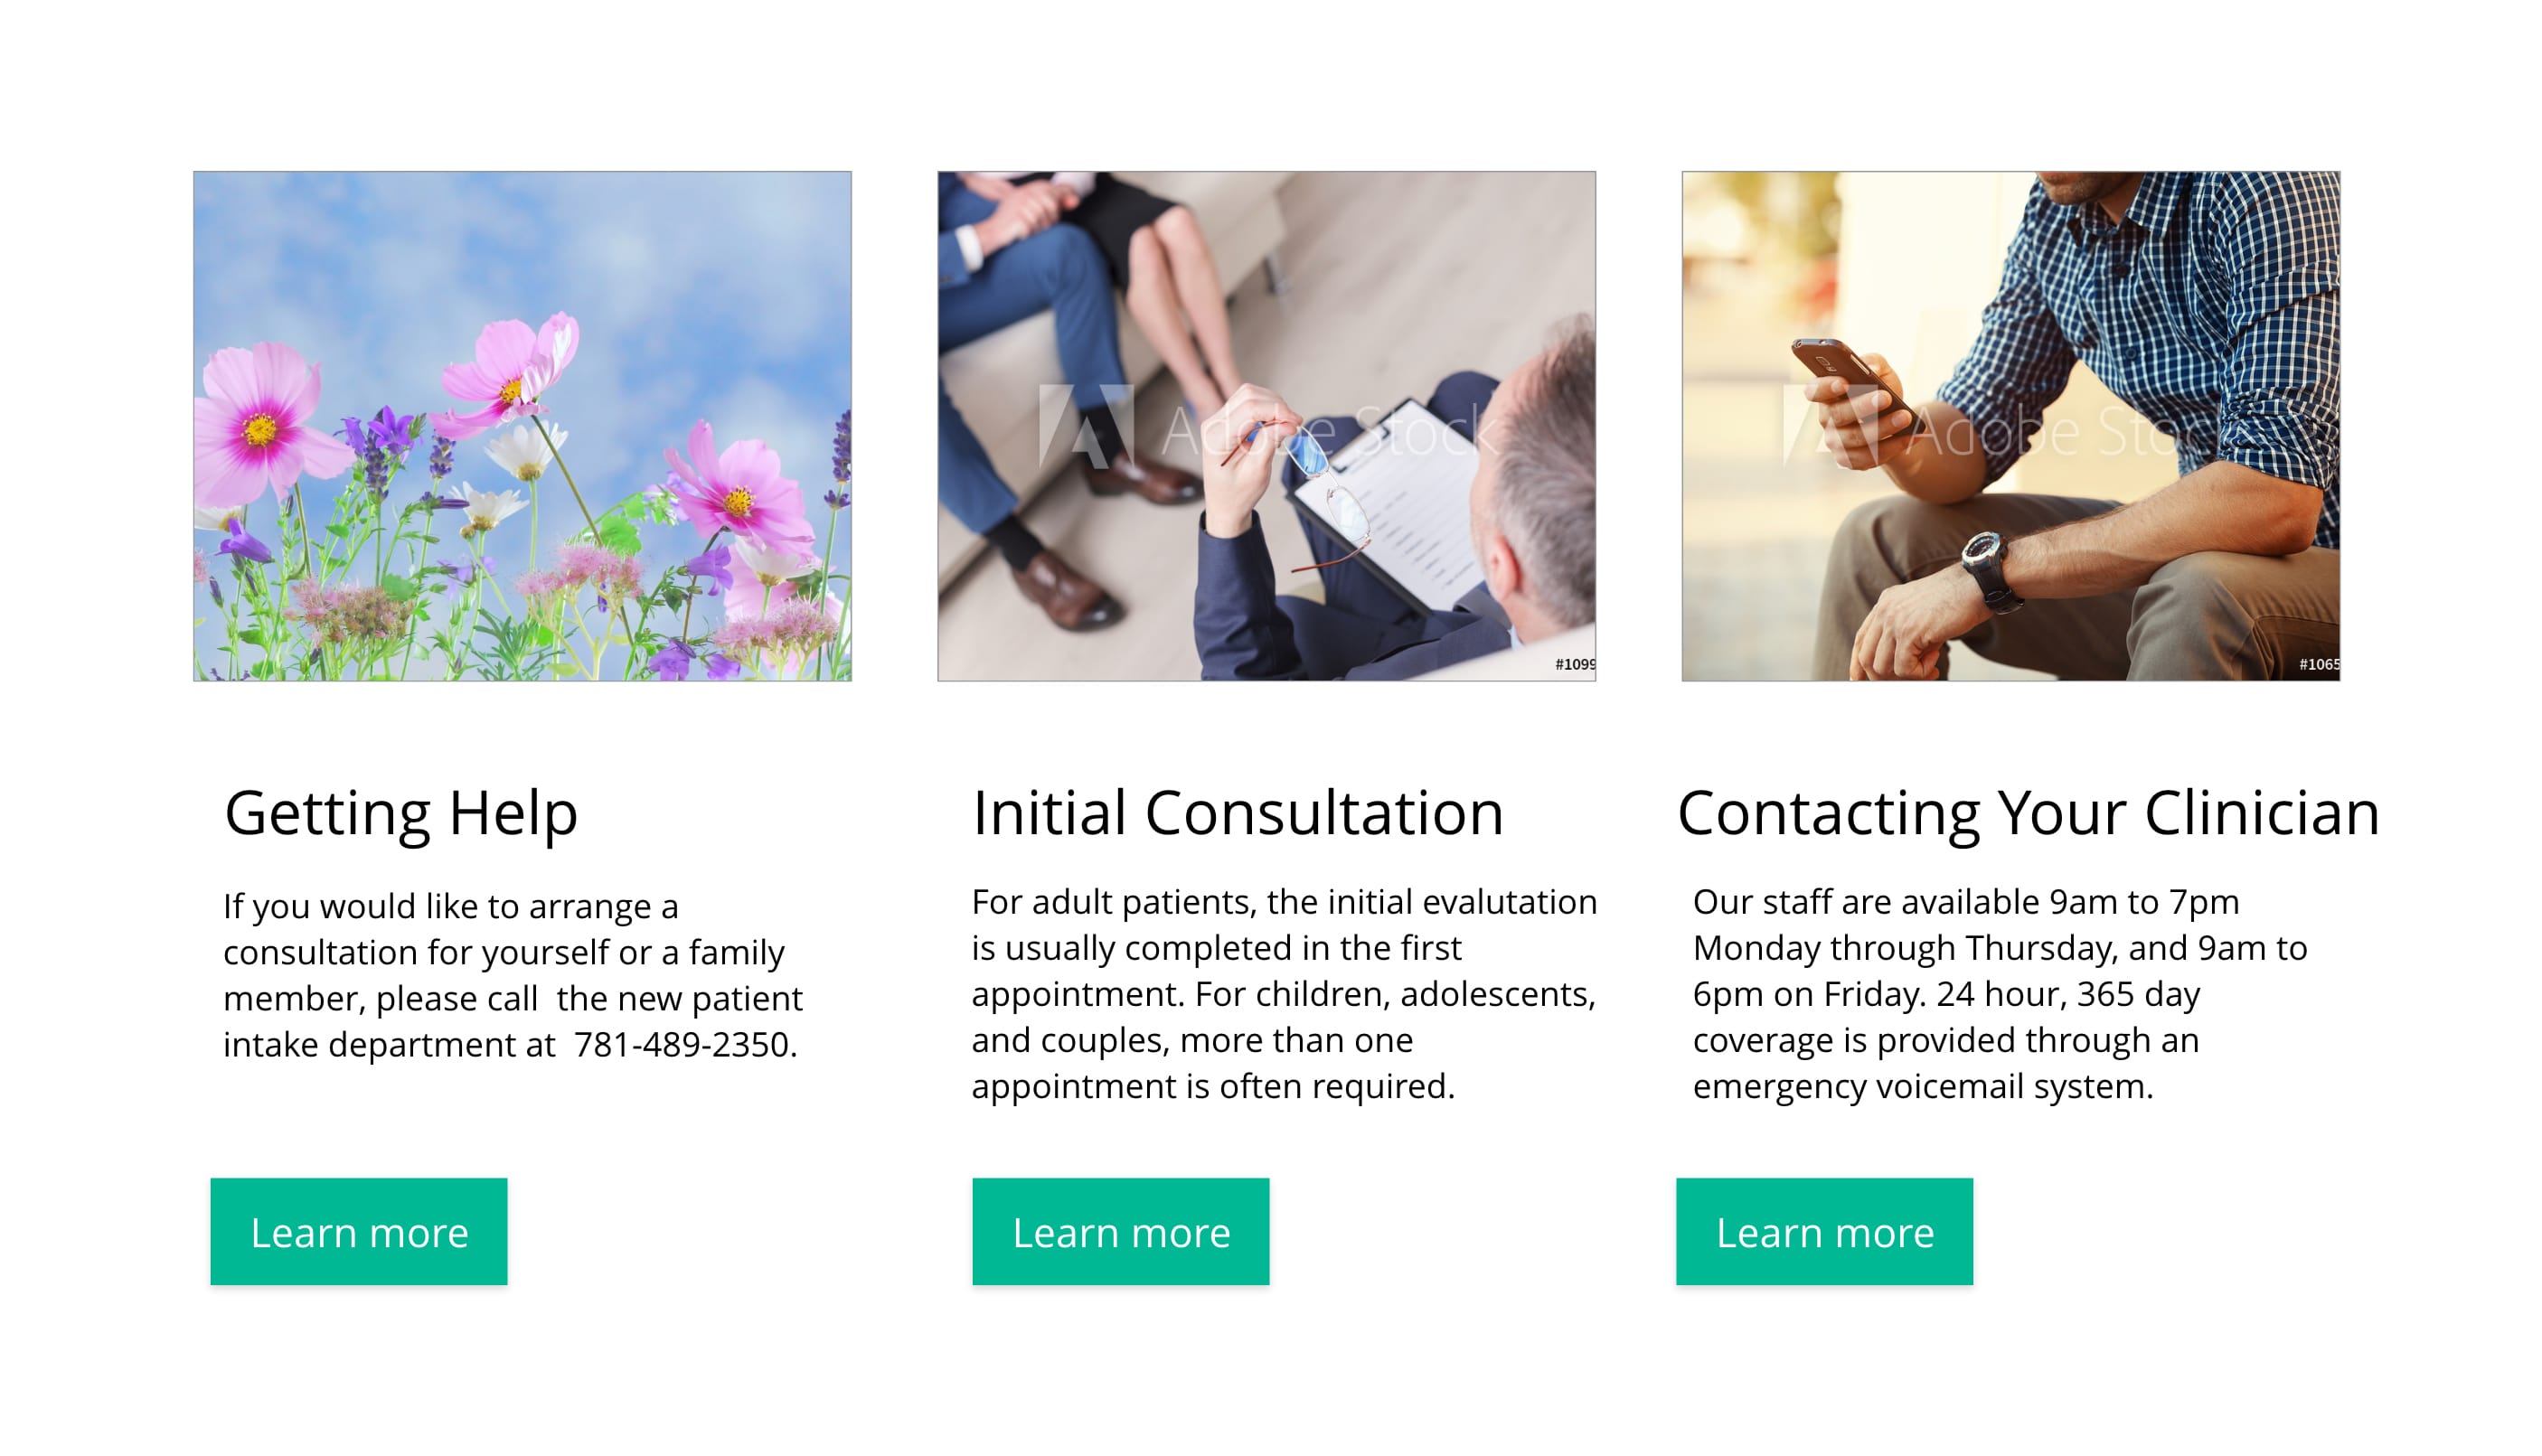 Adobe Stock
#1099
Adobe Stock
#1065
Getting Help
If you would like to arrange a
consultation for yourself or a family
member, please call  the new patient
intake department at  781-489-2350.
Learn more
Initial Consultation
For adult patients, the initial evalutation
is usually completed in the first
appointment. For children, adolescents,
and couples, more than one
appointment is often required.
Learn more
Contacting Your Clinician
Our staff are available 9am to 7pm
Monday through Thursday, and 9am to
6pm on Friday. 24 hour, 365 day
coverage is provided through an
emergency voicemail system.
Learn more